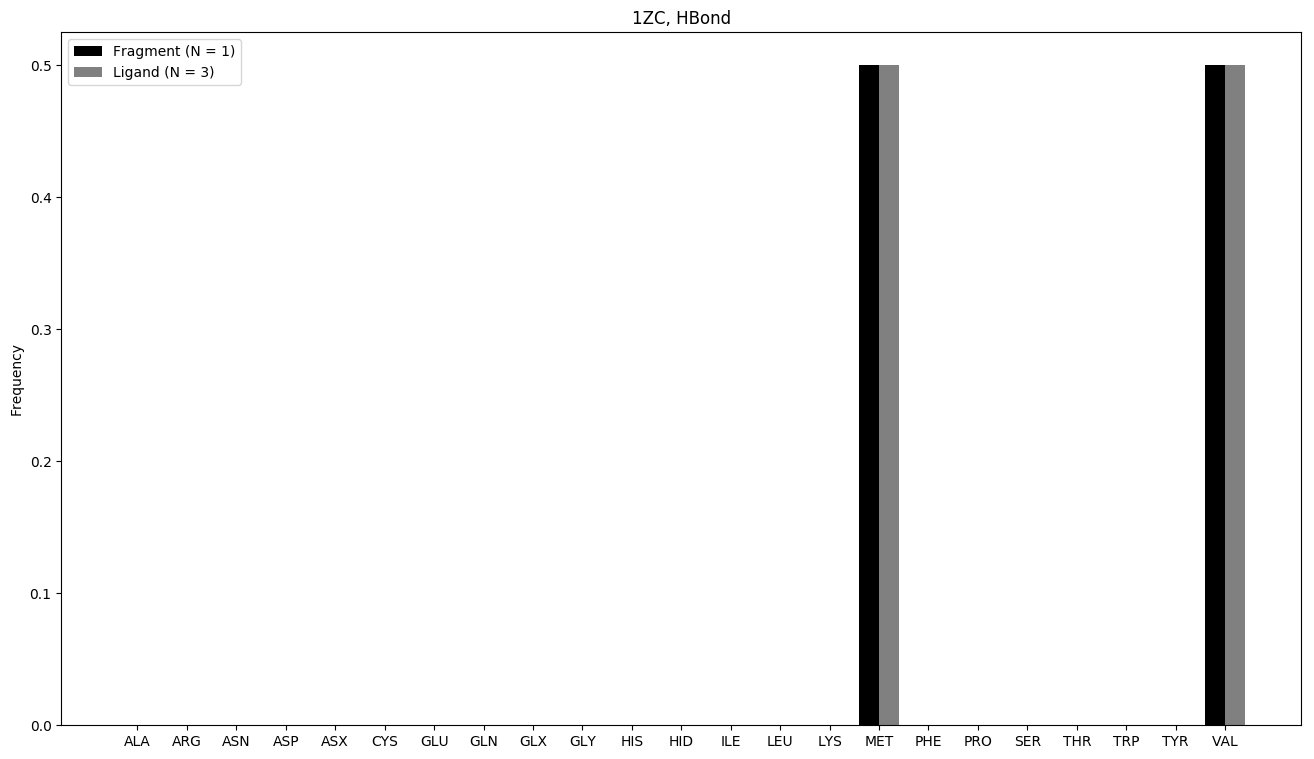 1ZC, HBond
Fragment (N = 1)
Ligand (N = 3)
Frequency
0.5
0.4
0.3
0.2
0.1
0.0
ALA ARG ASN ASP ASX CYS GLU GLN GLX GLY HIS HID ILE LEU LYS MET PHE PRO SER THR TRP TYR VAL